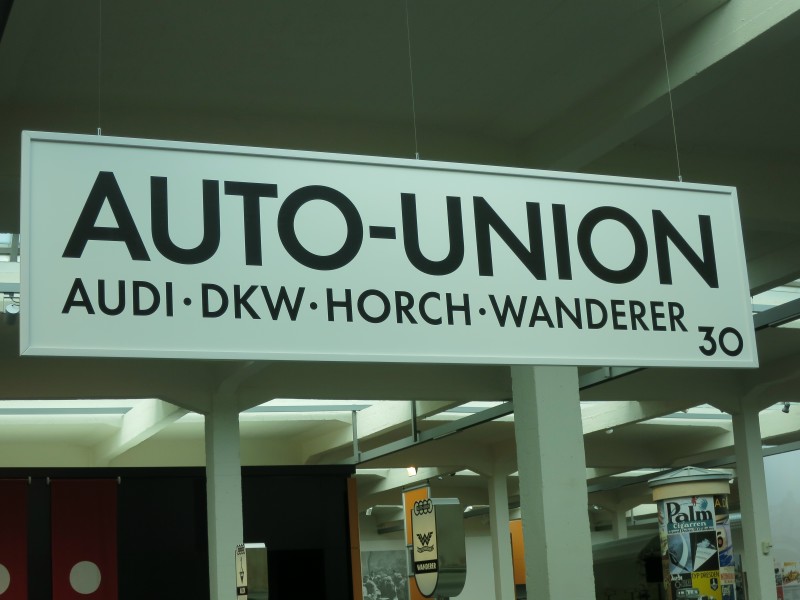 AUTO-UNION
AUDI·DKW·HORCH·WANDERER
30
WANDERER
Palm
Cigarren